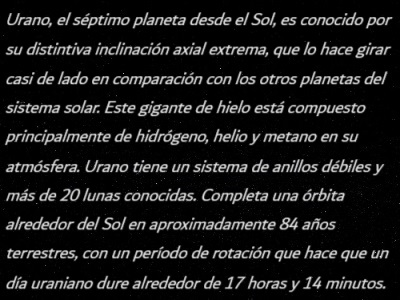 Urano, el séptimo planeta desde el Sol, es conocido por
su distintiva inclinación axial extrema, que lo hace girar
casi de lado en comparación con los otros planetas del
sistema solar. Este gigante de hielo está compuesto
principalmente de hidrógeno, helio y metano en su
atmósfera. Urano tiene un sistema de anillos débiles y
más de 20 lunas conocidas. Completa una órbita
alrededor del Sol en aproximadamente 84 años
terrestres, con un período de rotación que hace que un
día uraniano dure alrededor de 17 horas y 14 minutos.